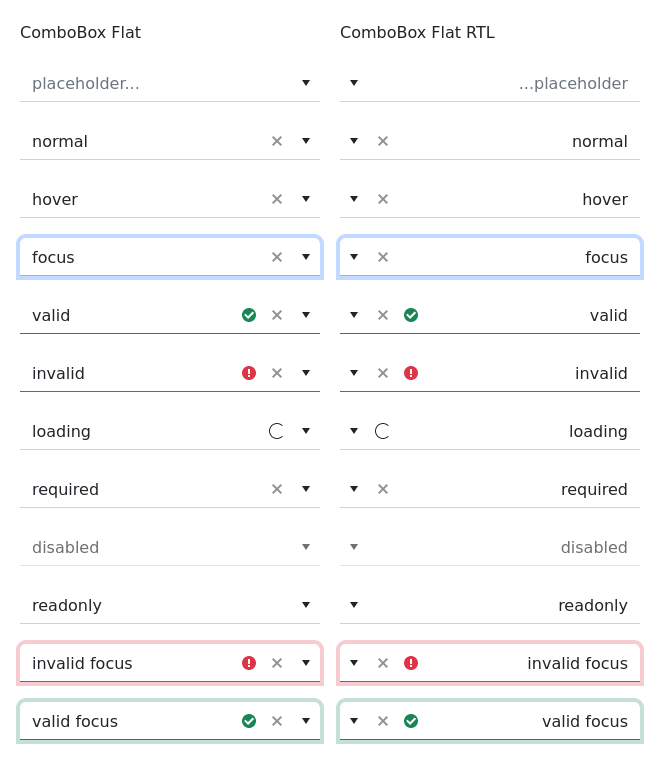 ComboBox Flat
placeholder...
normal
hover
focus
valid
invalid
loading
required
disabled
readonly
invalid focus
valid focus
ComboBox Flat RTL
...placeholder
normal
hover
focus
valid
invalid
loading
required
disabled
readonly
invalid focus
valid focus